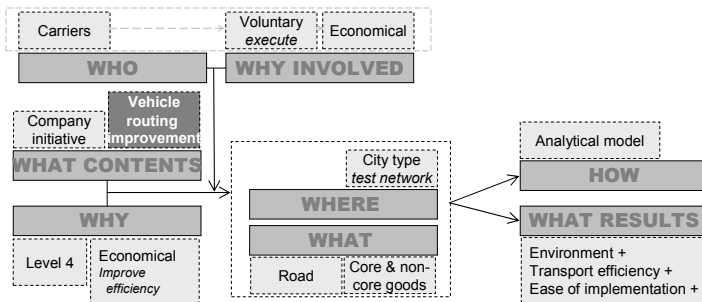 Carriers
Voluntary
execute
Economical
WHO
WHY INVOLVED
Company
initiative
Vehicle
routing
improvement
WHAT CONTENTS
WHY
Level 4
Economical
Improve
efficiency
City type
test network
WHERE
WHAT
Road
Core & non-
core goods
Analytical model
HOW
WHAT RESULTS
Environment +
Transport efficiency +
Ease of implementation +